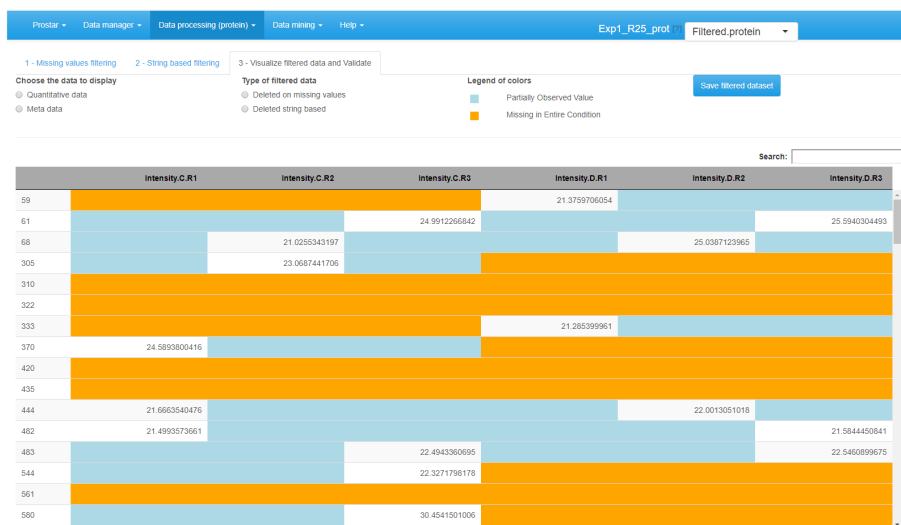 Prostar Data manager Data processing (protein) Data mining Help Exp1_R25_prot [?] Filtered.protein
1 - Missing values filtering 2 - String based filtering 3 - Visualize filtered data and Validate
Choose the data to display Type of filtered data Legend of colors
Quantitative data Deleted on missing values Partially Observed Value Save filtered dataset
Meta data Deleted string based Missing in Entire Condition
Search:
Intensity.C.R1 Intensity.C.R2 Intensity.C.R3 Intensity.D.R1 Intensity.D.R2 Intensity.D.R3
59 21.3759706054
61 24.9912266842 25.5940304493
68 21.0255343197 25.0387123965
305 23.0687441706
310
322
333 21.285399961
370 24.5893800416
420
435
444 21.6663540476 22.0013051018
482 21.4993573661 21.5844450841
483 22.4943360695 22.5460899675
544 22.3271798178
561
580 30.4541501006